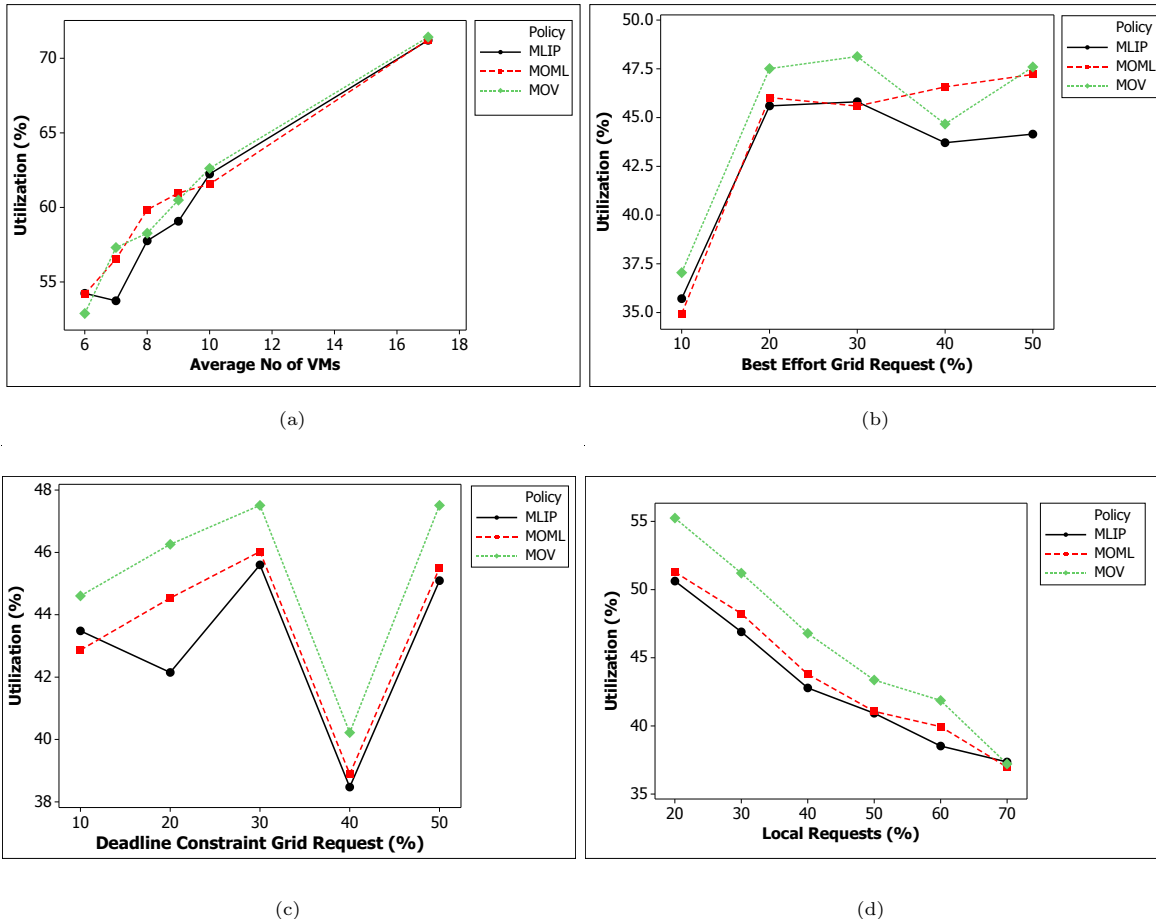 Policy
MLIP
MOML
MOV
70
65
60
55
Utilization (%)
6 8 10 12 14 16 18
Average No of VMs
(a)
Policy
MLIP
MOML
MOV
50.0
47.5
45.0
42.5
40.0
37.5
35.0
Utilization (%)
10 20 30 40 50
Best Effort Grid Request (%)
(b)
Policy
MLIP
MOML
MOV
48
46
44
42
40
38
Utilization (%)
10 20 30 40 50
Deadline Constraint Grid Request (%)
(c)
Policy
MLIP
MOML
MOV
55
50
45
40
35
Utilization (%)
20 30 40 50 60 70
Local Requests (%)
(d)